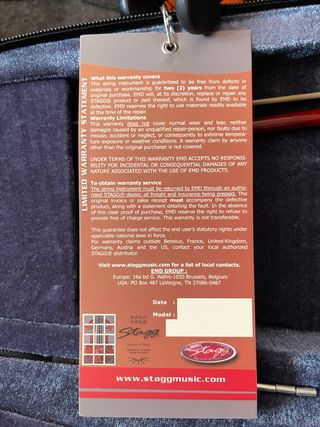 LIMITED WARRANTY STATEMENT
What this warranty covers
This string instrument is guaranteed to be free from defects in
materials or workmanship for two (2) years from the date of
original purchase. EMD will, at its discretion, replace or repair any
STAGG® product or part thereof, which is found by EMD to be
defective. EMD reserves the right to use materials readily available
at the time of the repair.
Warranty Limitations
This warranty does not cover normal wear and tear, neither
damages caused by an unqualified repair-person, nor faults due to
misuse, accident or neglect, or consecutively to extreme tempera-
ture exposure or weather conditions. A warranty claim by anyone
other than the original purchaser is not covered.
UNDER TERMS OF THIS WARRANTY EMD ACCEPTS NO RESPONSI-
BILITY FOR INCIDENTAL OR CONSEQUENTIAL DAMAGES OF ANY
NATURE ASSOCIATED WITH THE USE OF EMD PRODUCTS.
To obtain warranty service
The string instrument must be returned to EMD through an autho-
rised STAGG® dealer, all freight and insurance being prepaid. The
original invoice or sales receipt must accompany the defective
product, along with a statement detailing the fault. In the absence
of this clear proof of purchase, EMD reserve the right to refuse to
provide free of charge service. This warranty is not transferable.
This guarantee does not affect the end user's statutory rights under
applicable national laws in force.
For warranty claims outside Benelux, France, United-Kingdom,
Germany, Austria and the US, contact your local authorized
STAGG® distributor.
Visit www.staggmusic.com for a list of local contacts.
EMD GROUP :
Europe: 16a bd G. Wahis-1030 Brussels, Belgium
USA: PO Box 487 LaVergne, TN 37086-0487
Date :
Model :
Stagg
Stagg
www.staggmusic.com